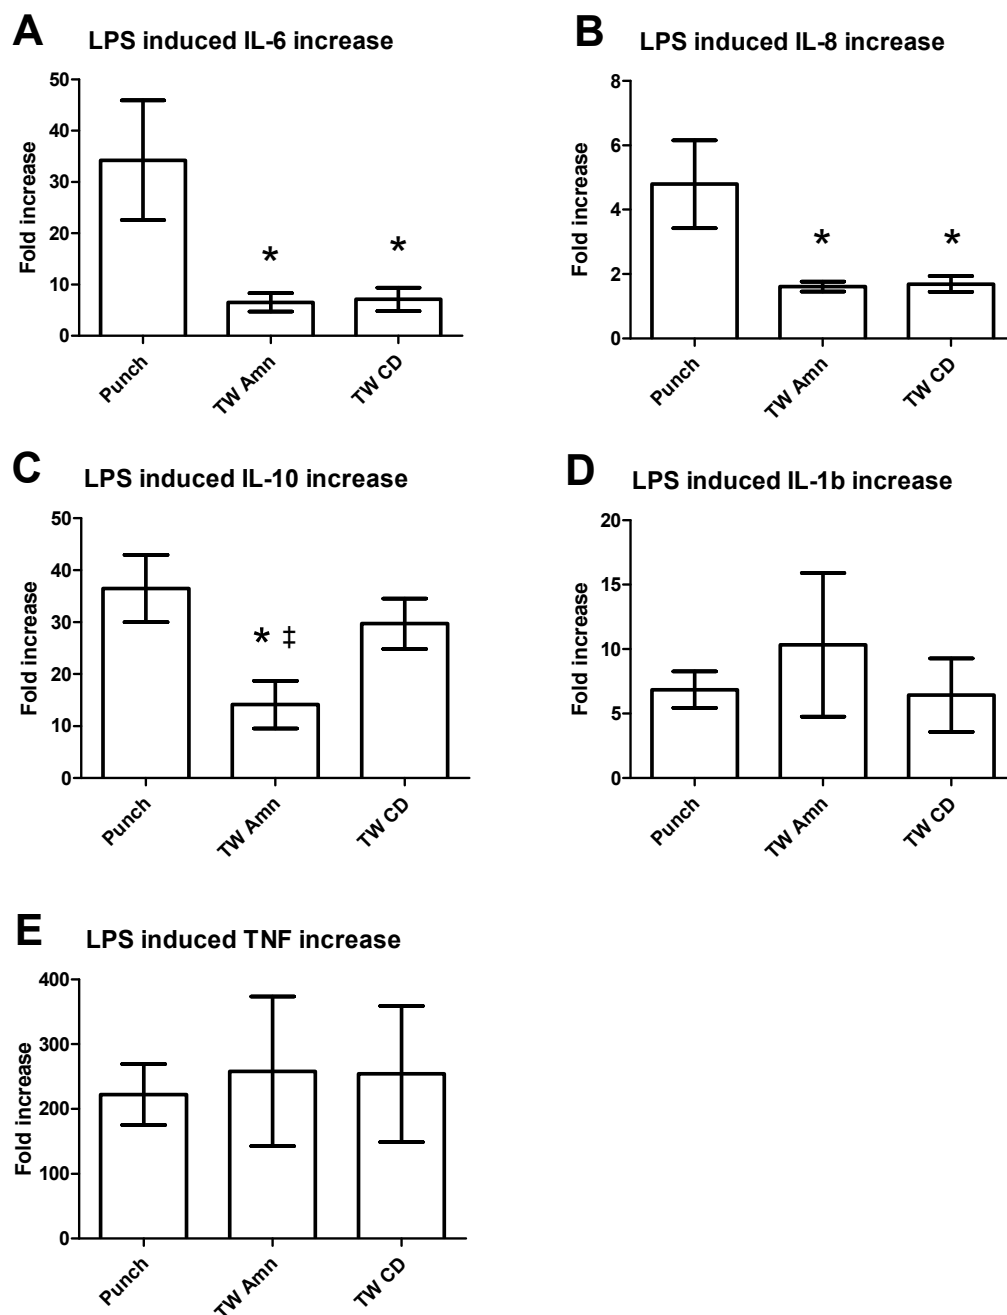 A LPS induced IL-6 increase
Fold increase
50
40
30
20
10
0
* *
Punch TW Amn TW CD
B LPS induced IL-8 increase
Fold increase
8
6
4
2
0
* *
Punch TW Amn TW CD
C LPS induced IL-10 increase
Fold increase
50
40
30
20
10
0
* ‡
Punch TW Amn TW CD
D LPS induced IL-1b increase
Fold increase
20
15
10
5
0
Punch TW Amn TW CD
E LPS induced TNF increase
Fold increase
400
300
200
100
0
Punch TW Amn TW CD